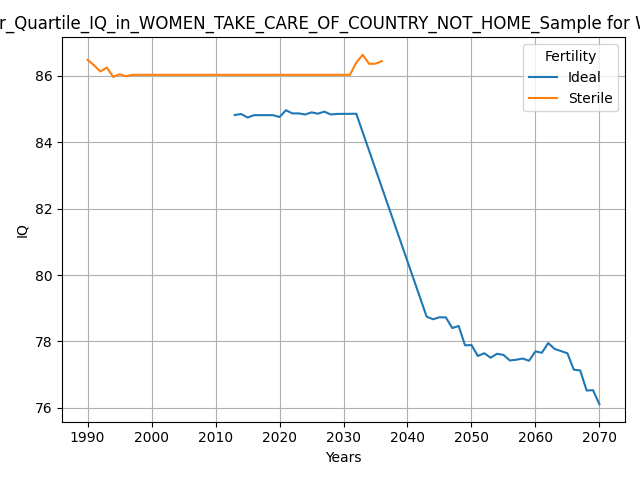 r_Quartile_IQ_in_WOMEN_TAKE_CARE_OF_COUNTRY_NOT_HOME_Sample for
Fertility
Ideal
Sterile
IQ
86
84
82
80
78
76
1990 2000 2010 2020 2030 2040 2050 2060 2070
Years